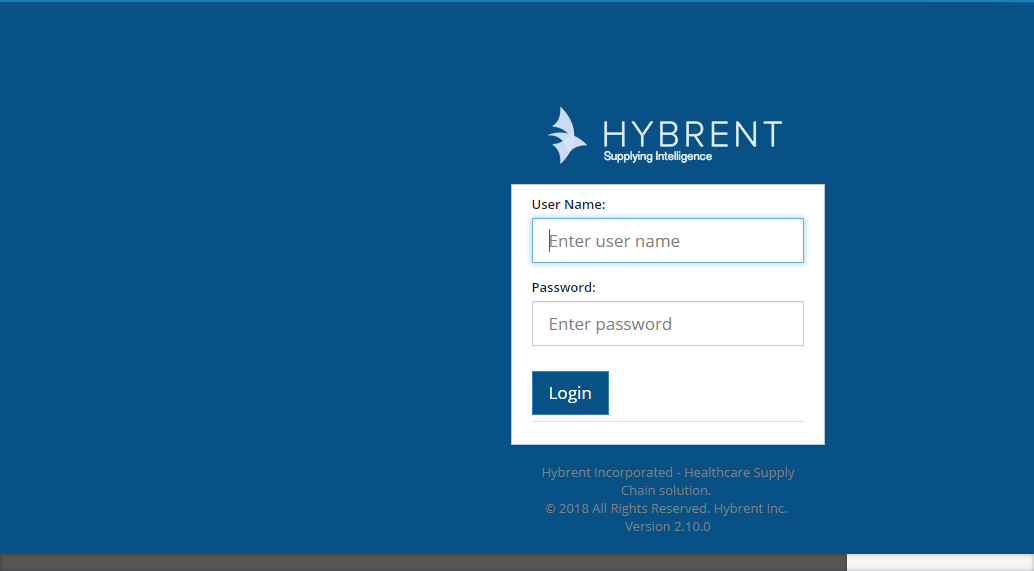 HYBRENT
Supplying Intelligence
User Name:
Enter user name
Password:
Enter password
Login
Hybrent Incorporated - Healthcare Supply
Chain solution.
© 2018 All Rights Reserved. Hybrent Inc.
Version 2.10.0